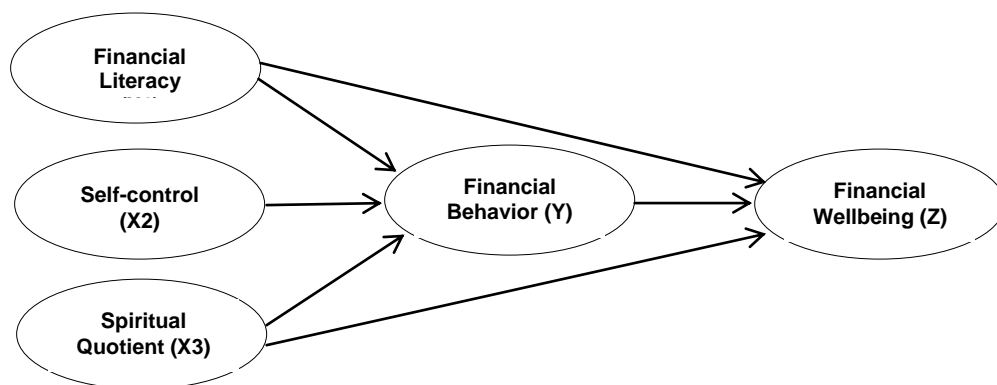 Financial
Literacy
Self-control
(X2)
Spiritual
Quotient (X3)
Financial
Behavior (Y)
Financial
Wellbeing (Z)